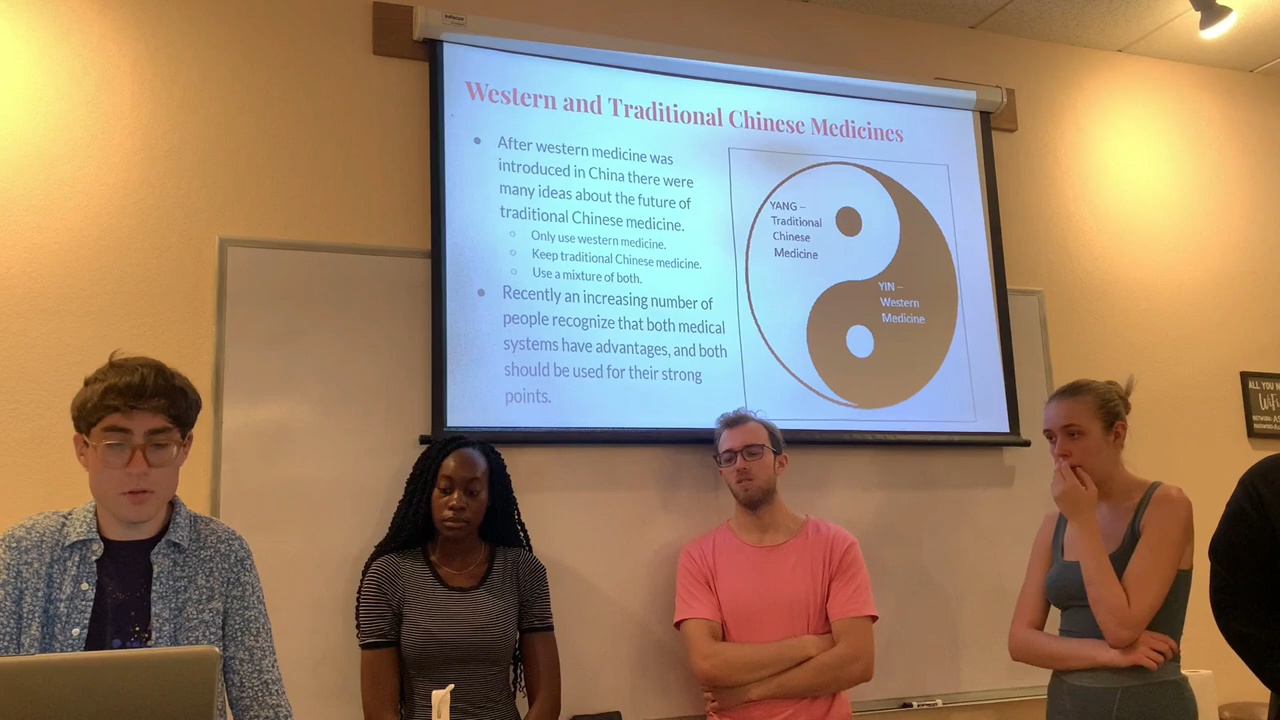 Western and Traditional Chinese Medicines
After western medicine was
introduced in China there were
many ideas about the future of
traditional Chinese medicine.
Only use western medicine.
Keep traditional Chinese medicine.
Use a mixture of both.
Recently an increasing number of
people recognize that both medical
systems have advantages, and both
should be used for their strong
points.
YANG –
Traditional
Chinese
Medicine
YIN –
Western
Medicine
ALL YOU
WiFi